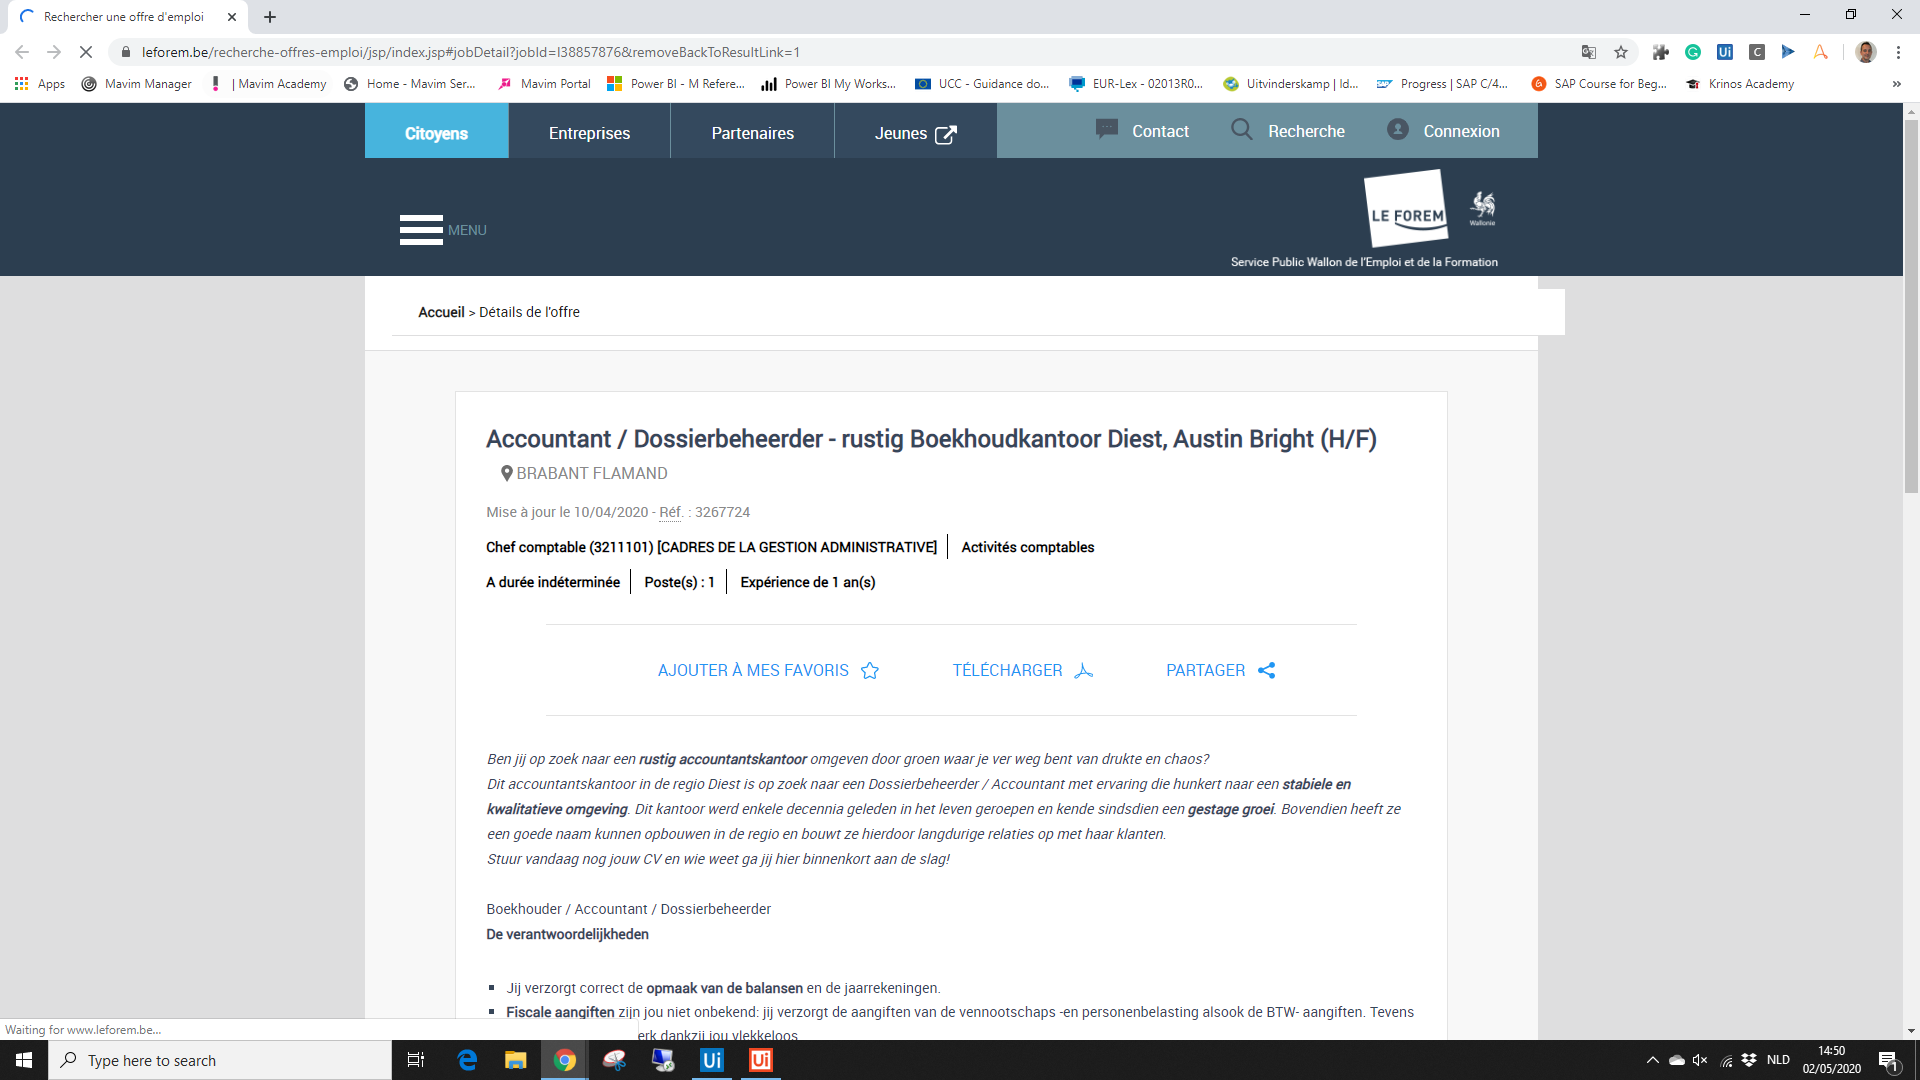 Rechercher une offre d'emploi
leforem.be/recherche-offres-emploi/jsp/index.jsp#jobDetail?jobId=I38857876&removeBackToResultLink=1
Apps Mavim Manager | Mavim Academy Home - Mavim Ser... Mavim Portal Power BI - M Refere... Power BI My Works... UCC - Guidance do... EUR-Lex - 02013R0... Uitvinderskamp | Id... Progress | SAP C/4... SAP Course for Beg... Krinos Academy »
Citoyens Entreprises Partenaires Jeunes Contact Recherche Connexion
MENU
LE FOREM
Wallonie
Service Public Wallon de l'Emploi et de la Formation
Accueil > Détails de l'offre
Accountant / Dossierbeheerder - rustig Boekhoudkantoor Diest, Austin Bright (H/F)
BRABANT FLAMAND
Mise à jour le 10/04/2020 - Réf. : 3267724
Chef comptable (3211101) [CADRES DE LA GESTION ADMINISTRATIVE] Activités comptables
A durée indéterminée Poste(s) : 1 Expérience de 1 an(s)
AJOUTER À MES FAVORIS TÉLÉCHARGER PARTAGER
Ben jij op zoek naar een rustig accountantskantoor omgeven door groen waar je ver weg bent van drukte en chaos?
Dit accountantskantoor in de regio Diest is op zoek naar een Dossierbeheerder / Accountant met ervaring die hunkert naar een stabiele en
kwalitatieve omgeving. Dit kantoor werd enkele decennia geleden in het leven geroepen en kende sindsdien een gestage groei. Bovendien heeft ze
een goede naam kunnen opbouwen in de regio en bouwt ze hierdoor langdurige relaties op met haar klanten.
Stuur vandaag nog jouw CV en wie weet ga jij hier binnenkort aan de slag!
Boekhouder / Accountant / Dossierbeheerder
De verantwoordelijkheden
Jij verzorgt correct de opmaak van de balansen en de jaarrekeningen.
Fiscale aangiften zijn jou niet onbekend: jij verzorgt de aangiften van de vennootschaps -en personenbelasting alsook de BTW- aangiften. Tevens
erk dankzij jou vlekkeloos
Waiting for www.leforem.be...
Type here to search
NLD
14:50
02/05/2020
1